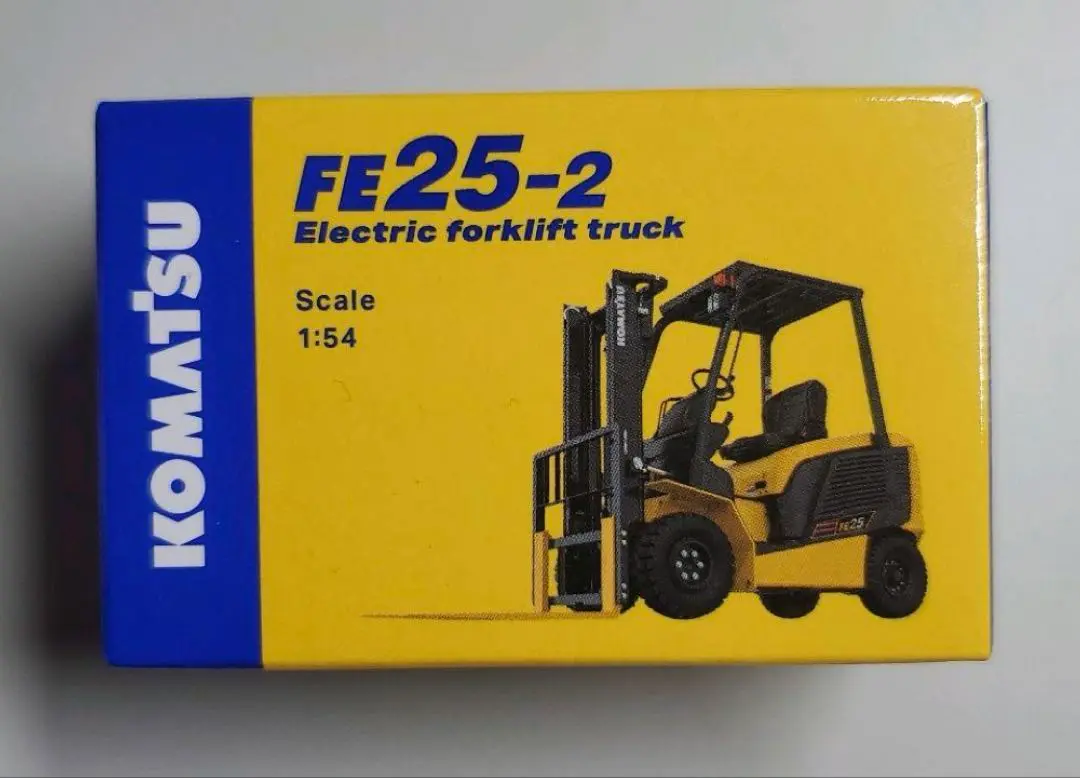 KOMATSU
FE25-2
Electric forklift truck
Scale
1:54
KOMATSU
FE25